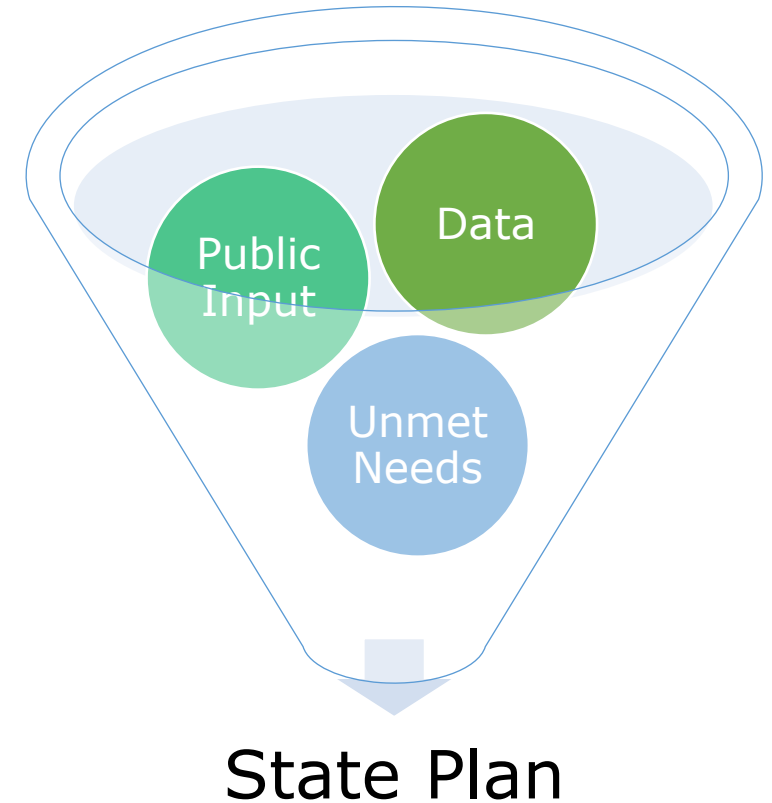 Data
Public
Input
Unmet
Needs
State Plan